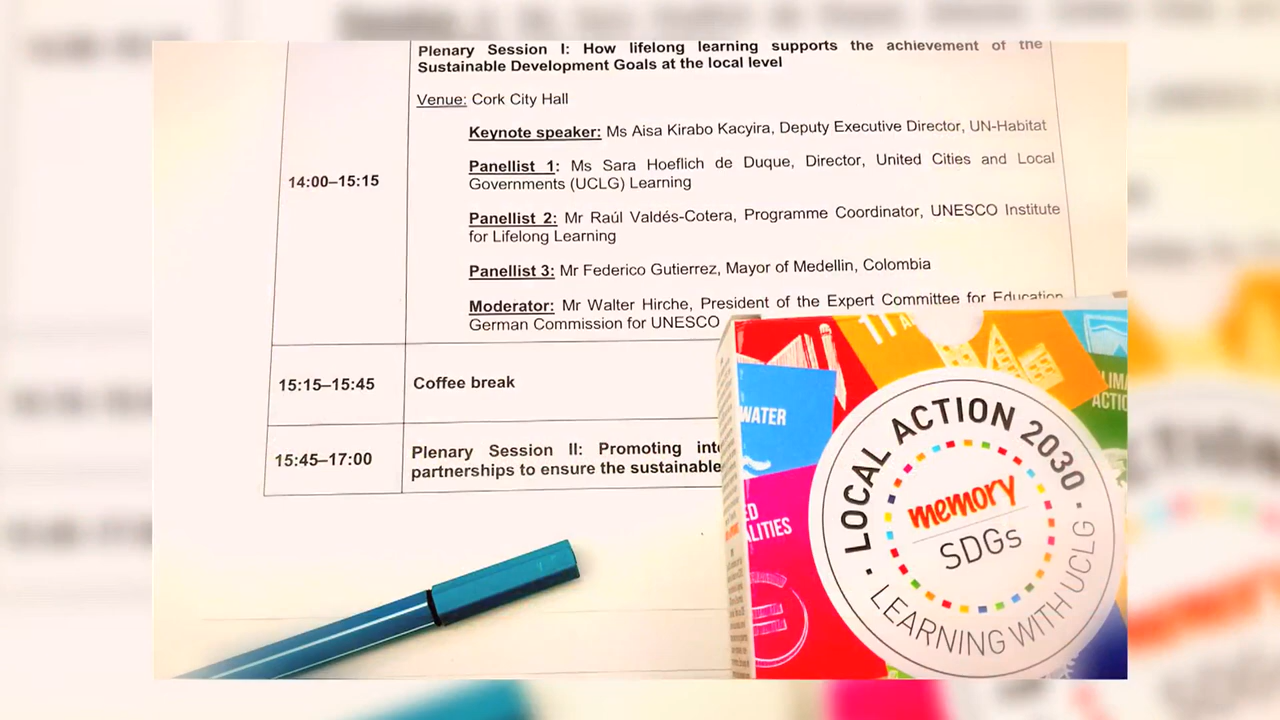 Plenary Session I: How lifelong learning supports the achievement of the
Sustainable Development Goals at the local level
Venue: Cork City Hall
Keynote speaker: Ms Aisa Kirabo Kacyira, Deputy Executive Director, UN-Habitat
14:00–15:15
Panellist 1: Ms Sara Hoeflich de Duque, Director, United Cities and Local
Governments (UCLG) Learning
Panellist 2: Mr Raúl Valdés-Cotera, Programme Coordinator, UNESCO Institute
for Lifelong Learning
Panellist 3: Mr Federico Gutierrez, Mayor of Medellin, Colombia
Moderator: Mr Walter Hirche, President of the Expert Committee for Education
German Commission for UNESCO
15:15–15:45
Coffee break
15:45–17:00
Plenary Session II: Promoting
partnerships to ensure the sustainable
11
WATER
ACTIO
LOCAL ACTION 2030
memory
SDGs
LEARNING WITH UCLG
ALITIES